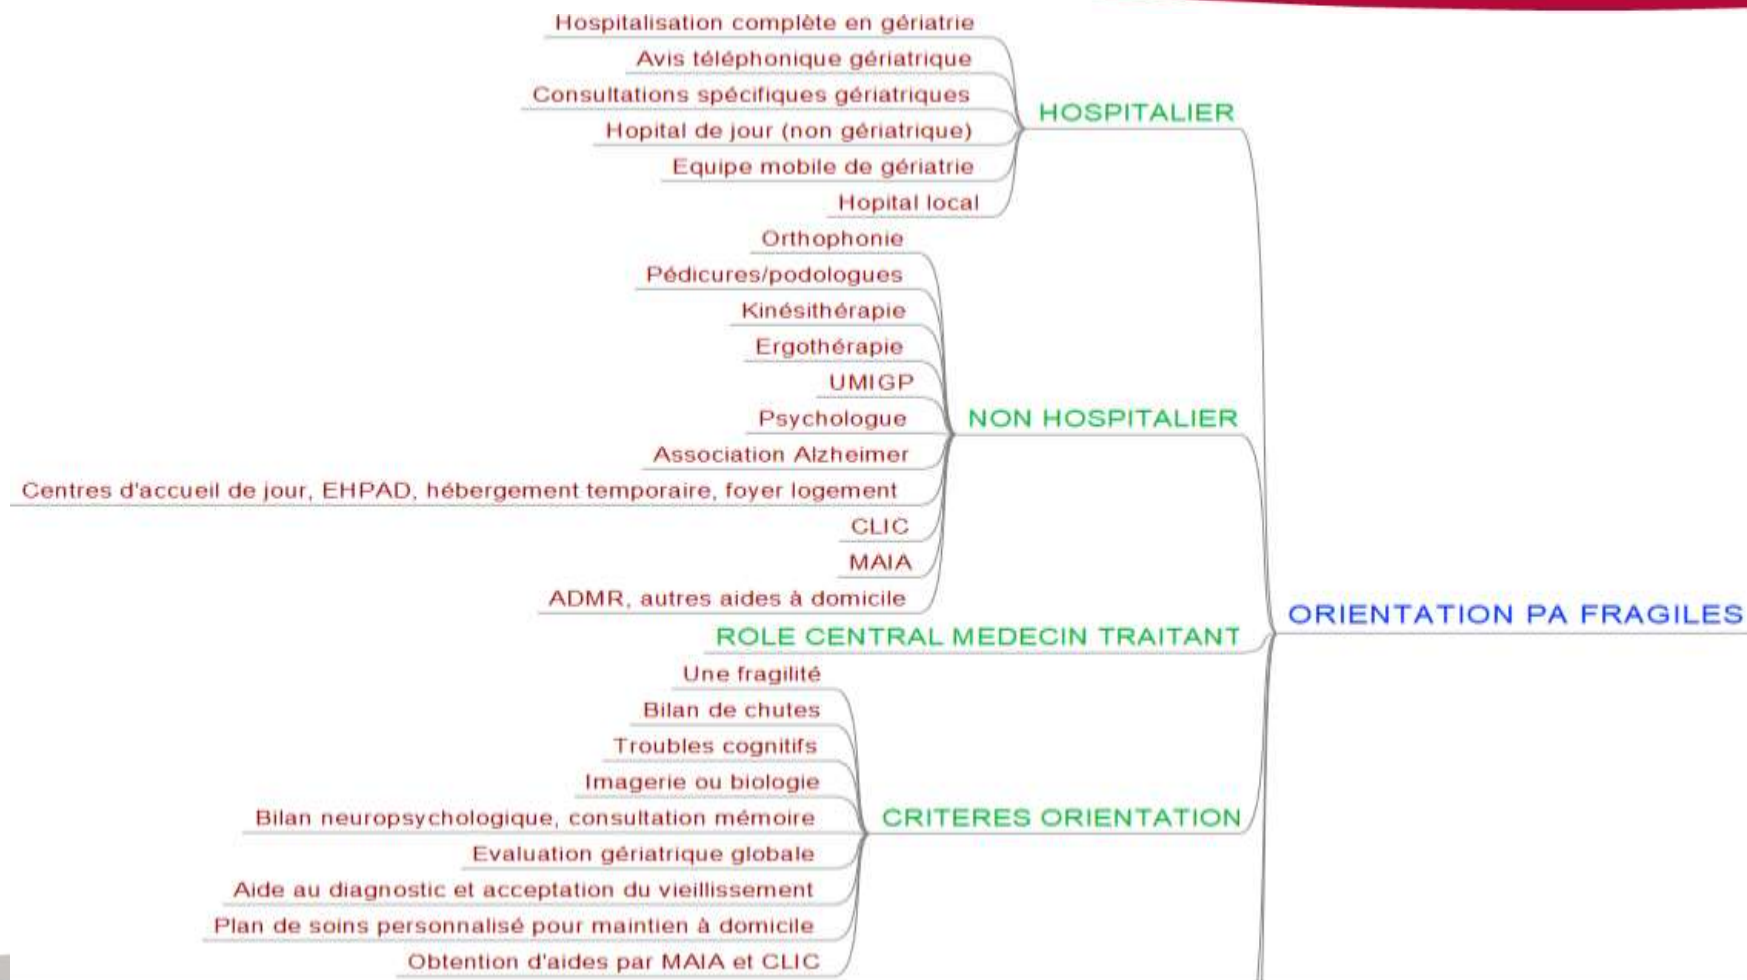 Hospitalisation complète en gériatrie
Avis téléphonique gériatrique
Consultations spécifiques gériatriques
Hopital de jour (non gériatrique)
Equipe mobile de gériatrie
Hopital local
HOSPITALIER
Orthophonie
Pédicures/podologues
Kinésithérapie
Ergothérapie
UMIGP
Psychologue
Association Alzheimer
Centres d'accueil de jour, EHPAD, hébergement temporaire, foyer logement
CLIC
MAIA
ADMR, autres aides à domicile
NON HOSPITALIER
ROLE CENTRAL MEDECIN TRAITANT
Une fragilité
Bilan de chutes
Troubles cognitifs
Imagerie ou biologie
Bilan neuropsychologique, consultation mémoire
Evaluation gériatrique globale
Aide au diagnostic et acceptation du vieillissement
Plan de soins personnalisé pour maintien à domicile
Obtention d'aides par MAIA et CLIC
CRITERES ORIENTATION
ORIENTATION PA FRAGILES